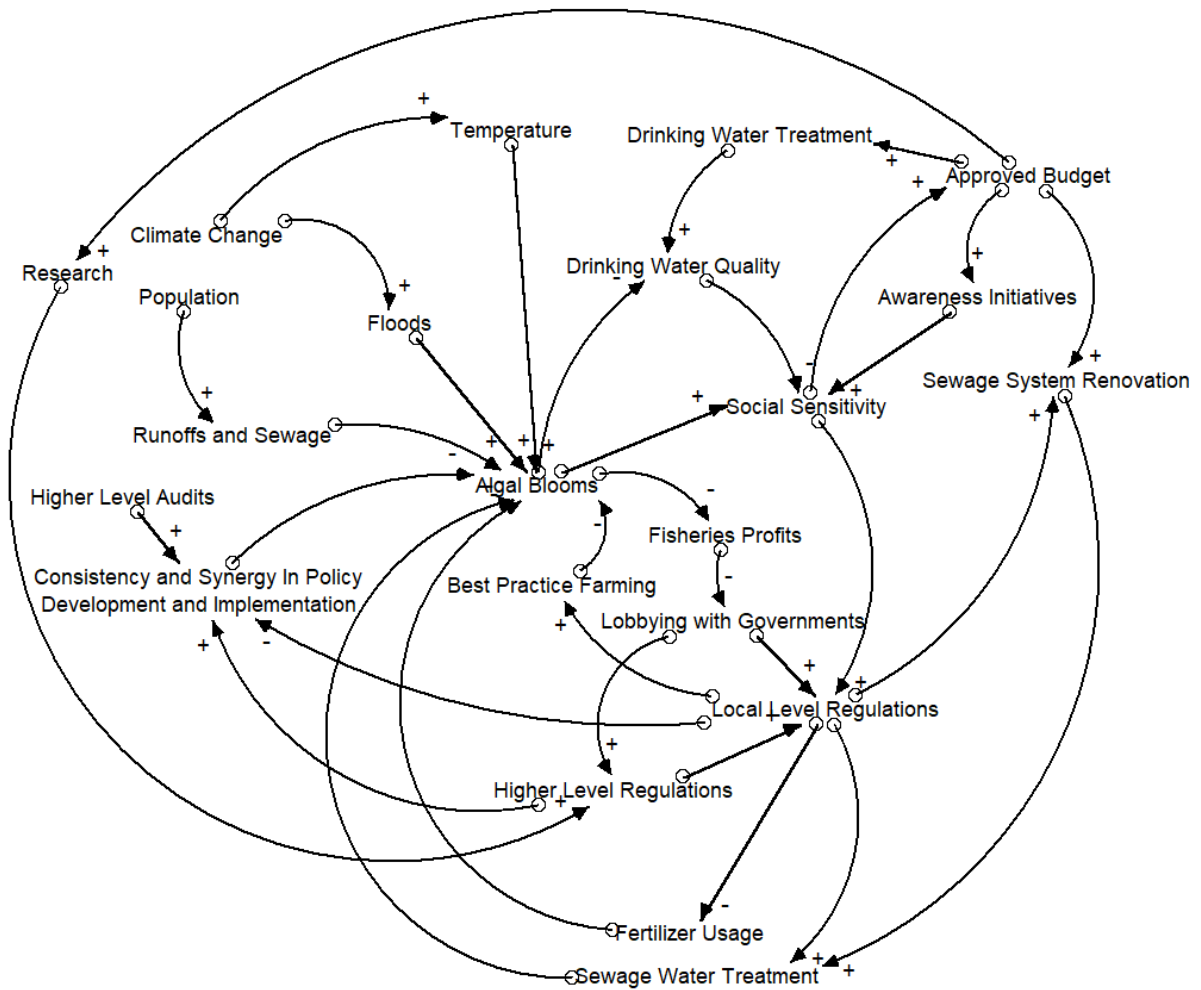 +
Temperature
Drinking Water Treatment
+
+
Approved Budget
Climate Change
+
+
+
Research
Drinking Water Quality
-
Population
+
Awareness Initiatives
Floods
+
+
-
Sewage System Renovation
+
+
+
Social Sensitivity
Runoffs and Sewage
+
+
+
+
-
Algal Blooms
-
Higher Level Audits
+
-
Fisheries Profits
Consistency and Synergy In Policy
Development and Implementation
Best Practice Farming
-
+
Lobbying with Governments
+
-
+
+
Local Level Regulations
+
+
Higher Level Regulations
+
-
Fertilizer Usage
Sewage Water Treatment
+
+